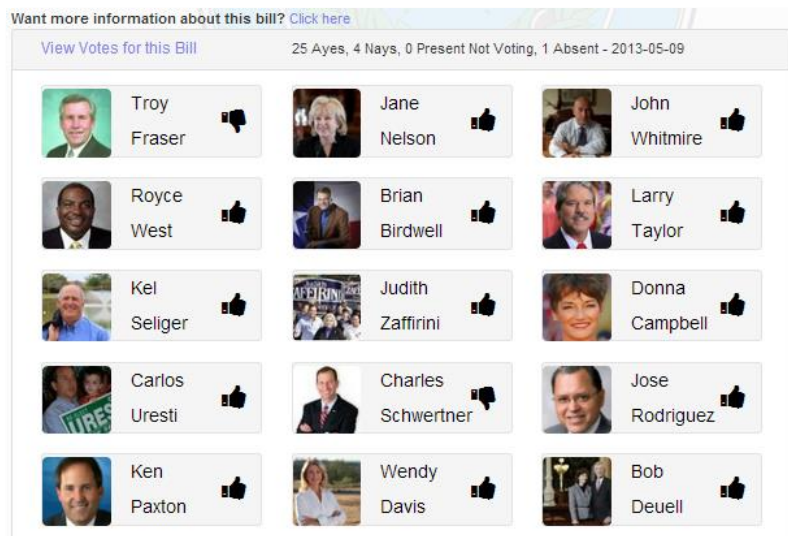 Want more information about this bill? Click here
View Votes for this Bill 25 Ayes, 4 Nays, 0 Present Not Voting, 1 Absent - 2013-05-09
Troy Fraser
Jane Nelson
John Whitmire
Royce West
Brian Birdwell
Larry Taylor
Kel Seliger
Judith Zaffirini
Donna Campbell
Carlos Uresti
Charles Schwertner
Jose Rodriguez
Ken Paxton
Wendy Davis
Bob Deuell